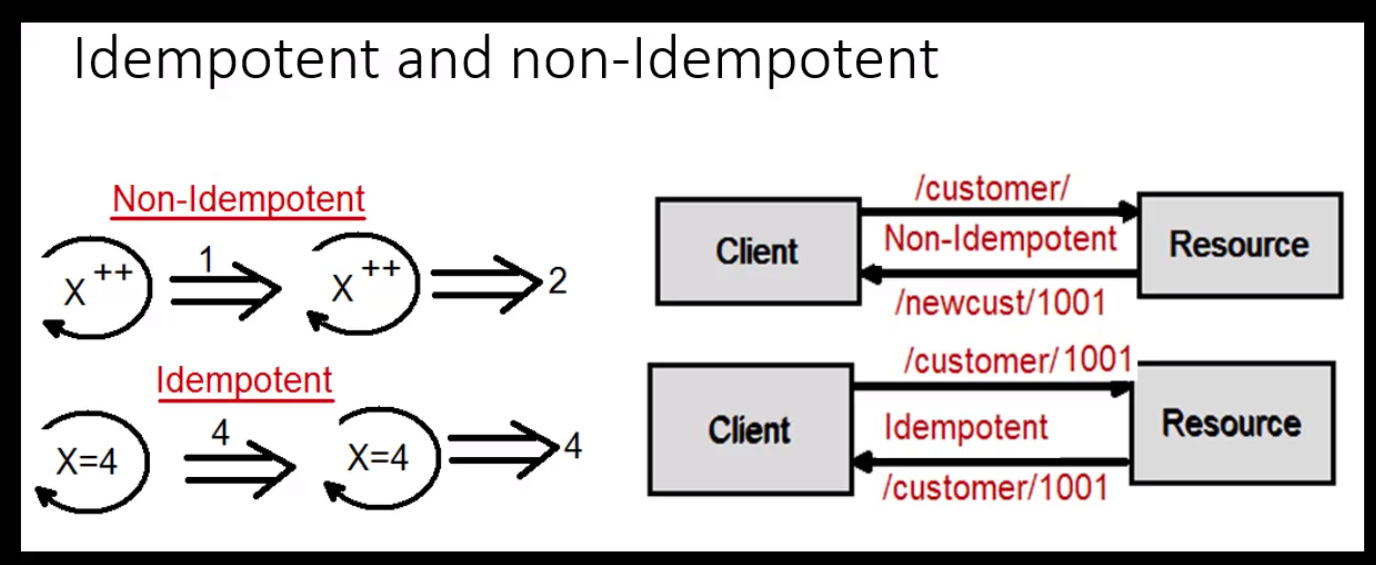 Idempotent and non-Idempotent
Non-Idempotent
X ++
1
X ++
2
Idempotent
X=4
4
X=4
4
/customer/
Client
Non-Idempotent
Resource
/newcust/1001
/customer/1001
Client
Idempotent
Resource
/customer/1001